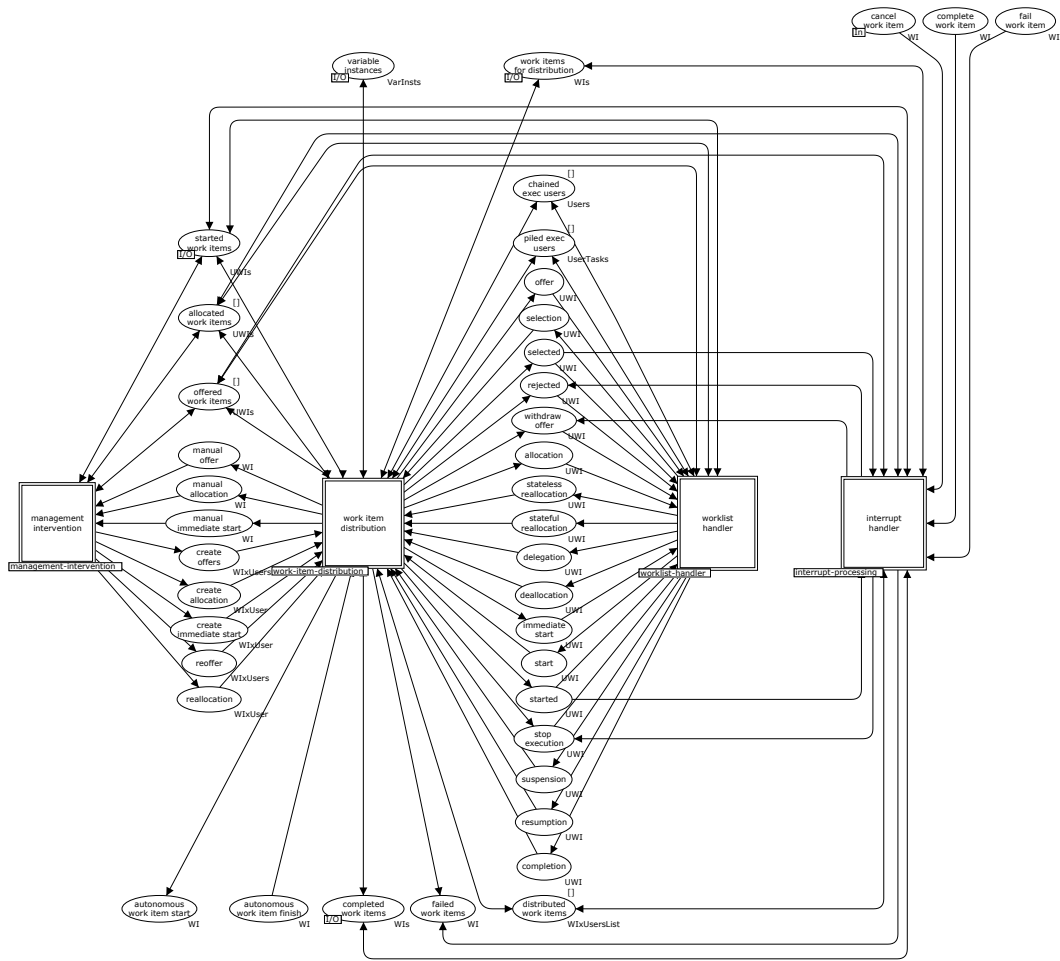 cancel
work item
In
WI
complete
work item
WI
fail
work item
WI
variable
instances
I/O
VarInsts
work items
for distribution
I/O
WIs
chained
exec users
[]
Users
piled exec
users
[]
UserTasks
started
work items
I/O
UWIs
offer
UWI
allocated
work items
[]
UWIs
selection
UWI
selected
UWI
offered
work items
[]
UWIs
rejected
UWI
withdraw
offer
UWI
manual
offer
WI
allocation
UWI
manual
allocation
WI
stateless
reallocation
UWI
management
intervention
management-intervention
manual
immediate start
WI
work item
distribution
work-item-distribution
stateful
reallocation
UWI
worklist
handler
worklist-handler
interrupt
handler
interrupt-processing
create
offers
WIxUsers
delegation
UWI
create
allocation
WIxUser
deallocation
UWI
create
immediate start
WIxUser
immediate
start
UWI
reoffer
WIxUsers
start
UWI
reallocation
WIxUser
started
UWI
stop
execution
UWI
suspension
UWI
resumption
UWI
completion
UWI
autonomous
work item start
WI
autonomous
work item finish
WI
completed
work items
I/O
WIs
failed
work items
WI
distributed
work items
[]
WIxUsersList